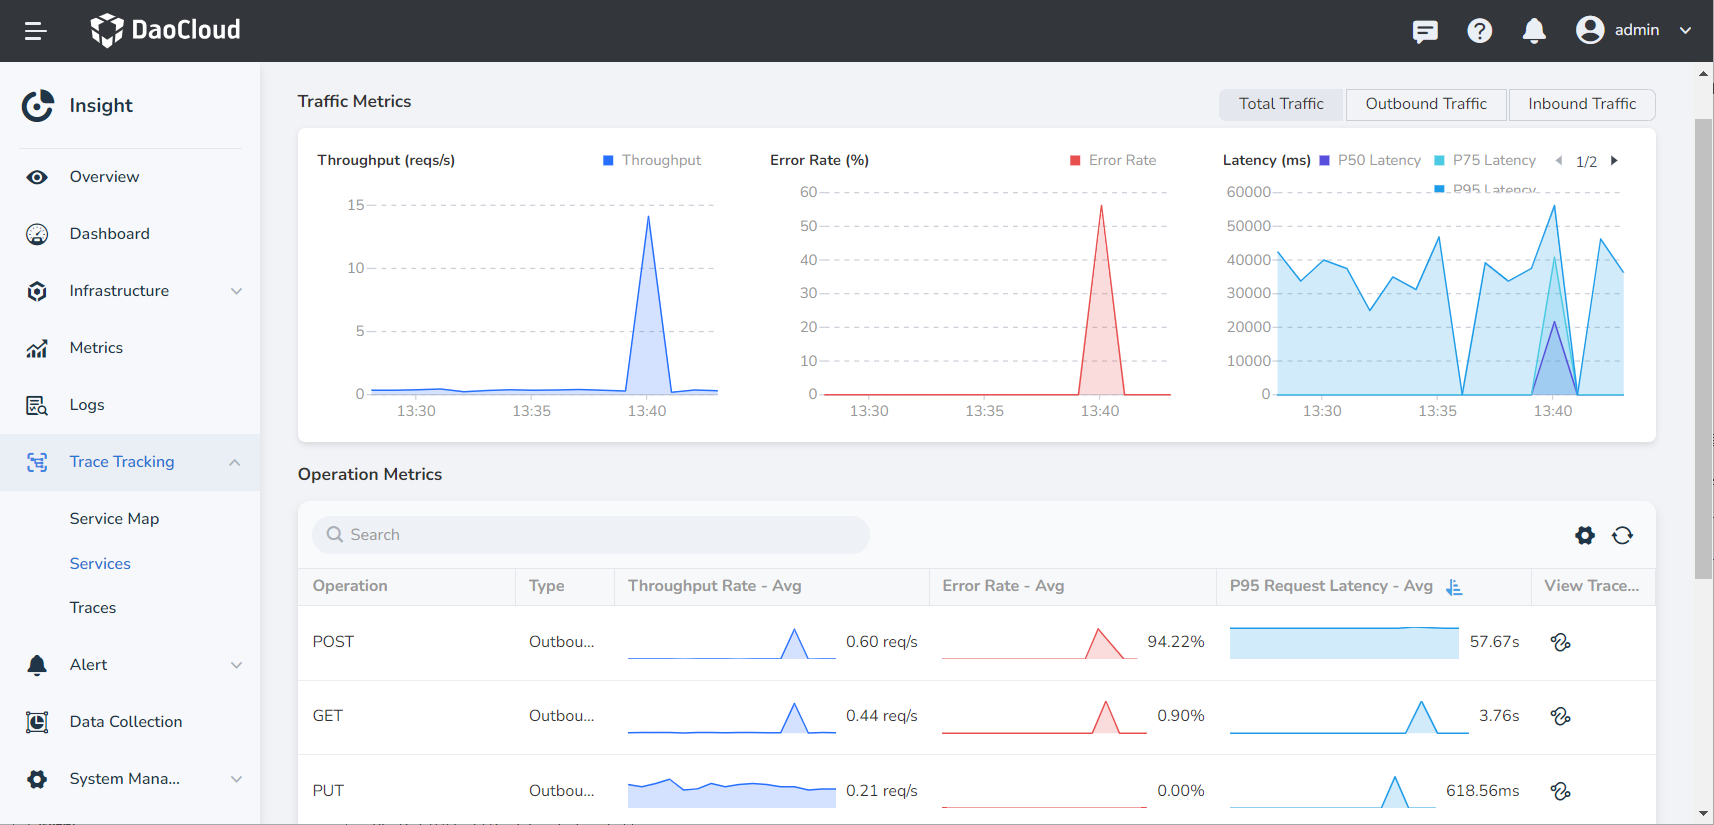 DaoCloud
admin
Insight
Overview
Dashboard
Infrastructure
Metrics
Logs
Trace Tracking
Service Map
Services
Traces
Alert
Data Collection
System Mana...
Traffic Metrics
Total Traffic
Outbound Traffic
Inbound Traffic
Throughput (reqs/s)
Throughput
15
10
5
0
13:30 13:35 13:40
Error Rate (%)
Error Rate
60
50
40
30
20
10
0
13:30 13:35 13:40
Latency (ms)
P50 Latency
P75 Latency
1/2
P95 Latency
60000
50000
40000
30000
20000
10000
0
13:30 13:35 13:40
Operation Metrics
Search
Operation Type Throughput Rate - Avg Error Rate - Avg P95 Request Latency - Avg View Trace...
POST Outbou... 0.60 req/s 94.22% 57.67s
GET Outbou... 0.44 req/s 0.90% 3.76s
PUT Outbou... 0.21 req/s 0.00% 618.56ms